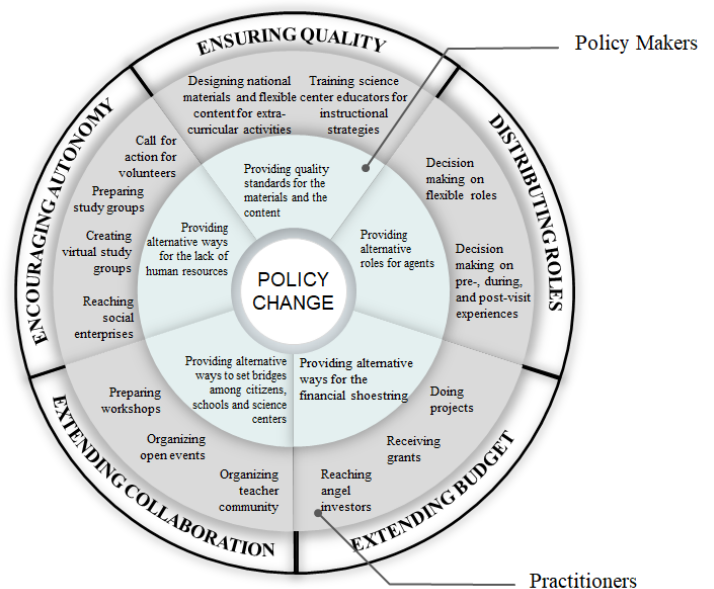 ENSURING QUALITY
Policy Makers
Designing national
materials and flexible
content for extra-
curricular activities
Training science
center educators for
instructional
strategies
DISTRIBUTING ROLES
Decision
making on
flexible roles
Decision
making on
pre-, during,
and post-visit
experiences
ENCOURAGING AUTONOMY
Call for
action for
volunteers
Preparing
study groups
Creating
virtual study
groups
Reaching
social
enterprises
Providing quality
standards for the
materials and the
content
Providing
alternative
roles for agents
Providing
alternative ways
for the lack of
human resources
POLICY
CHANGE
Providing alternative
ways to set bridges
among citizens,
schools and science
centers
Providing alternative
ways for the
financial shoestring
EXTENDING COLLABORATION
Preparing
workshops
Organizing
open events
Organizing
teacher
community
EXTENDING BUDGET
Doing
projects
Receiving
grants
Reaching
angel
investors
Practitioners